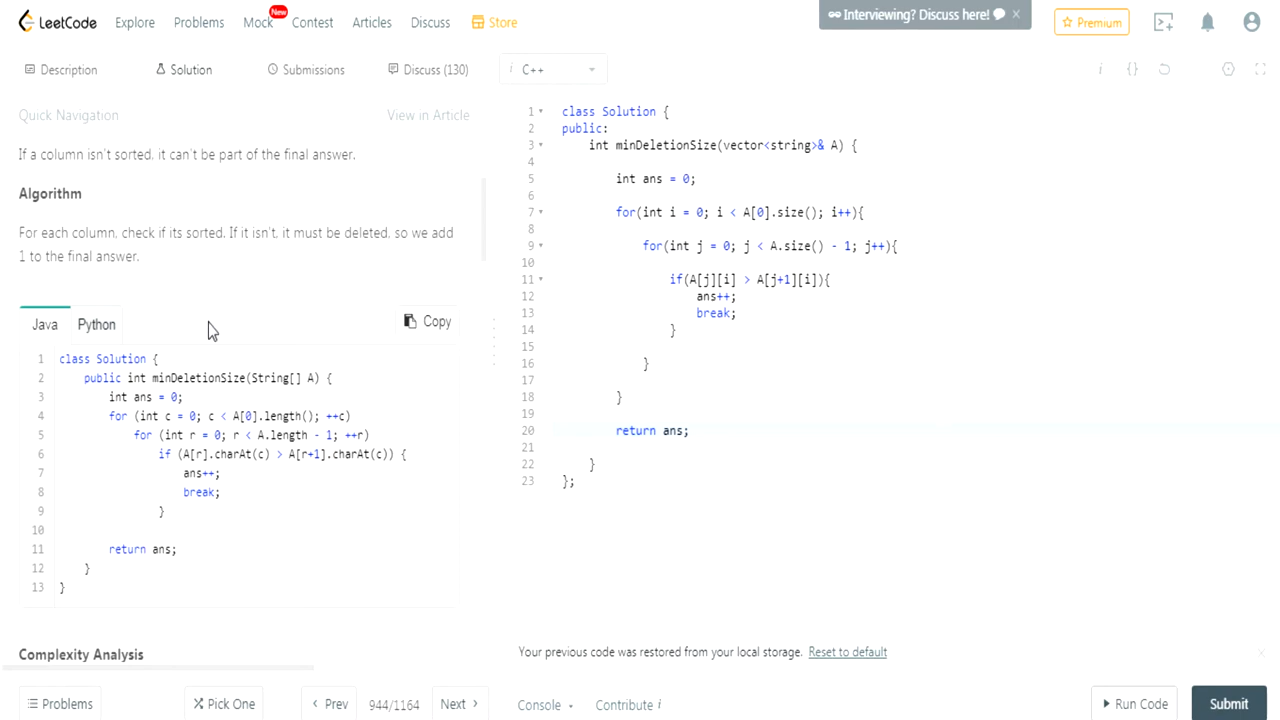 LeetCode Explore Problems Mock New Contest Articles Discuss Store ∞ Interviewing? Discuss here! x Premium
Description Solution Submissions Discuss (130) i C++ i {}
Quick Navigation View in Article
If a column isn't sorted, it can't be part of the final answer.
Algorithm
For each column, check if its sorted. If it isn't, it must be deleted, so we add
1 to the final answer.
Java Python Copy
1 class Solution {
2 public int minDeletionSize(String[] A) {
3 int ans = 0;
4 for (int c = 0; c < A[0].length(); ++c)
5 for (int r = 0; r < A.length - 1; ++r)
6 if (A[r].charAt(c) > A[r+1].charAt(c)) {
7 ans++;
8 break;
9 }
10
11 return ans;
12 }
13 }
Complexity Analysis
1 class Solution {
2 public:
3 int minDeletionSize(vector<string>& A) {
4
5 int ans = 0;
6
7 for(int i = 0; i < A[0].size(); i++){
8
9 for(int j = 0; j < A.size() - 1; j++){
10
11 if(A[j][i] > A[j+1][i]){
12 ans++;
13 break;
14 }
15
16 }
17
18 }
19
20 return ans;
21
22 }
23 };
Your previous code was restored from your local storage. Reset to default
Problems Pick One Prev 944/1164 Next Console Contribute i Run Code Submit